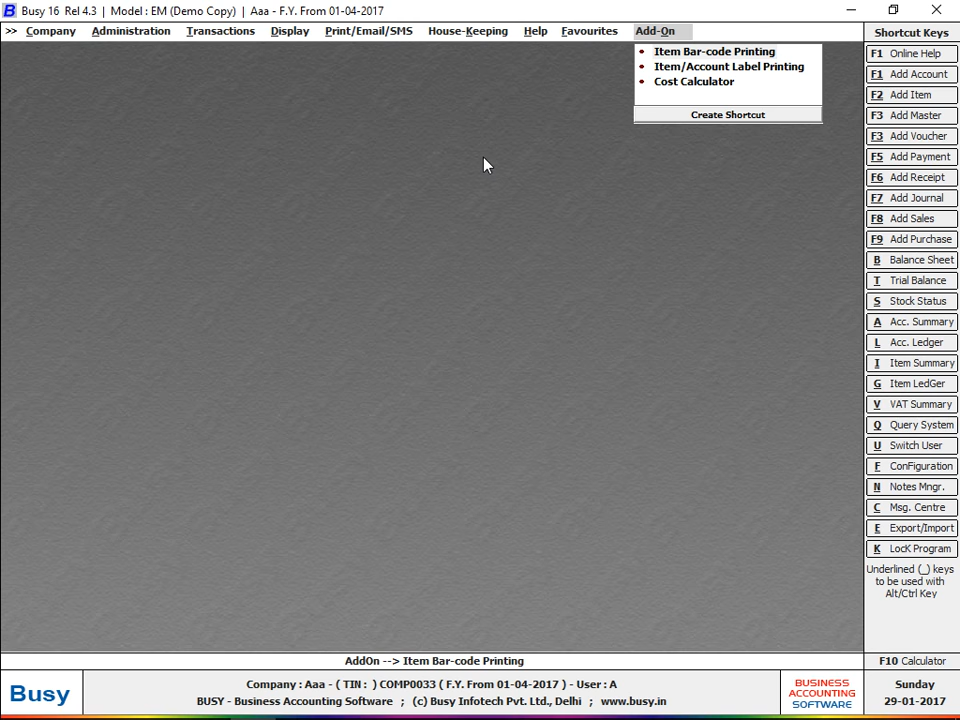 B Busy 16 Rel 4.3 | Model : EM (Demo Copy) | Aaa - F.Y. From 01-04-2017
>> Company Administration Transactions Display Print/Email/SMS House-Keeping Help Favourites Add-On
Item Bar-code Printing
Item/Account Label Printing
Cost Calculator
Create Shortcut
Shortcut Keys
F1 Online Help
F1 Add Account
F2 Add Item
F3 Add Master
F3 Add Voucher
F5 Add Payment
F6 Add Receipt
F7 Add Journal
F8 Add Sales
F9 Add Purchase
B Balance Sheet
T Trial Balance
S Stock Status
A Acc. Summary
L Acc. Ledger
I Item Summary
G Item LedGer
V VAT Summary
Q Query System
U Switch User
F ConFiguration
N Notes Mngr.
C Msg. Centre
E Export/Import
K LocK Program
Underlined (_) keys
to be used with
Alt/Ctrl Key
AddOn --> Item Bar-code Printing
F10 Calculator
Busy
Company : Aaa - ( TIN : ) COMP0033 ( F.Y. From 01-04-2017 ) - User : A
BUSY - Business Accounting Software ; (c) Busy Infotech Pvt. Ltd., Delhi ; www.busy.in
BUSINESS
ACCOUNTING
SOFTWARE
Sunday
29-01-2017